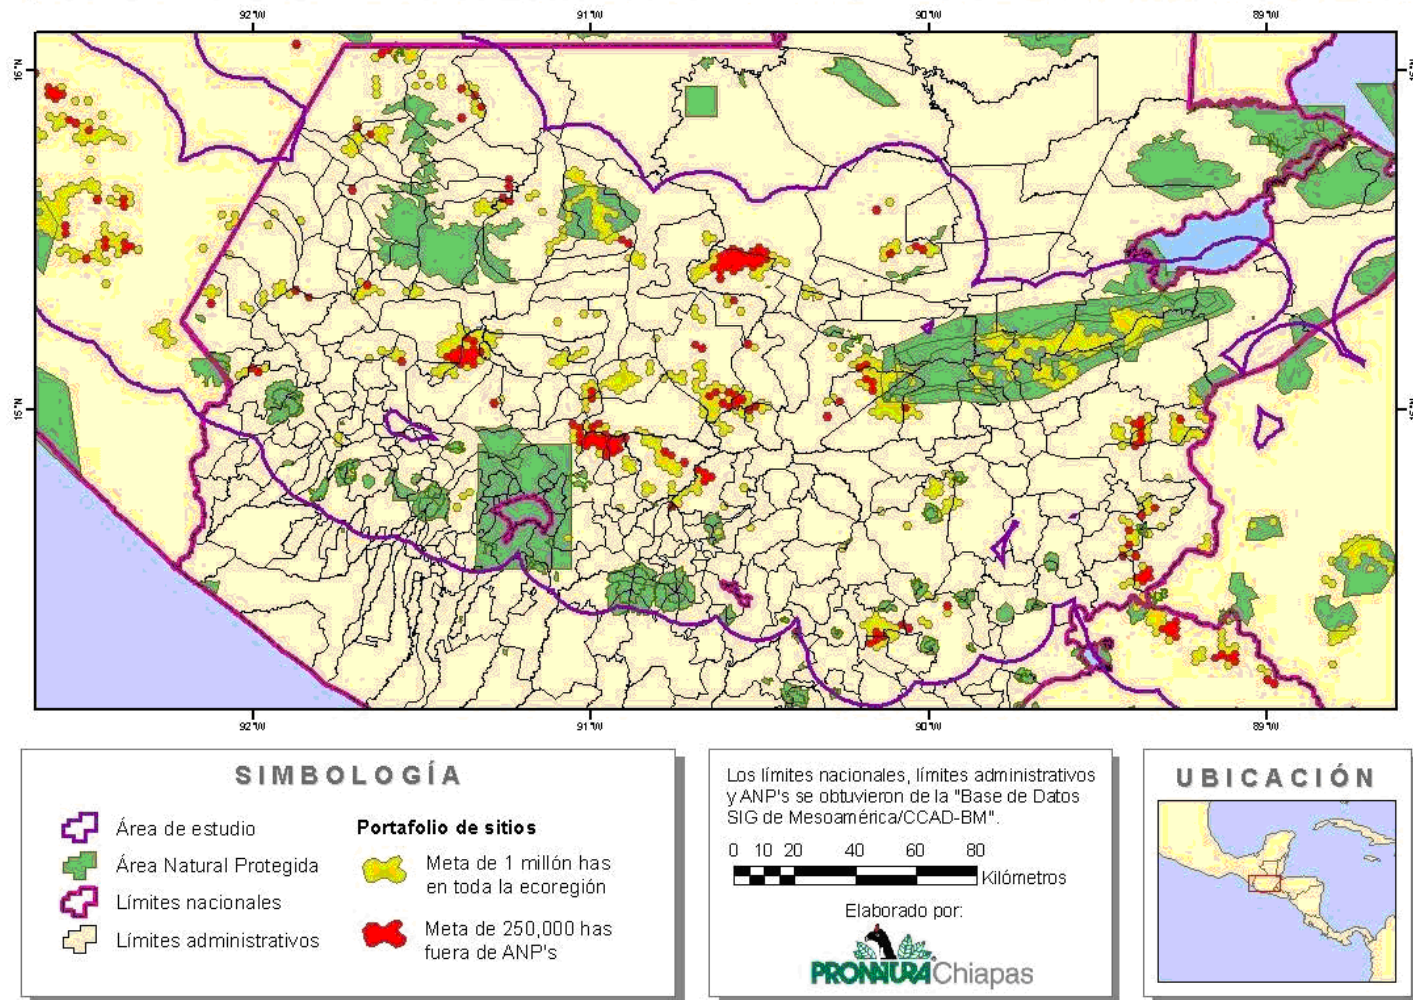 92°W 91°W 90°W 89°W
16°N
15°N
15°N
92°W 91°W 90°W 89°W
SIMBOLOGÍA
Área de estudio
Área Natural Protegida
Límites nacionales
Límites administrativos
Portafolio de sitios
Meta de 1 millón has
en toda la ecoregión
Meta de 250,000 has
fuera de ANP's
Los límites nacionales, límites administrativos
y ANP's se obtuvieron de la "Base de Datos
SIG de Mesoamérica/CCAD-BM".
0 10 20 40 60 80
Kilómetros
Elaborado por:
PRONATURA Chiapas
UBICACIÓN